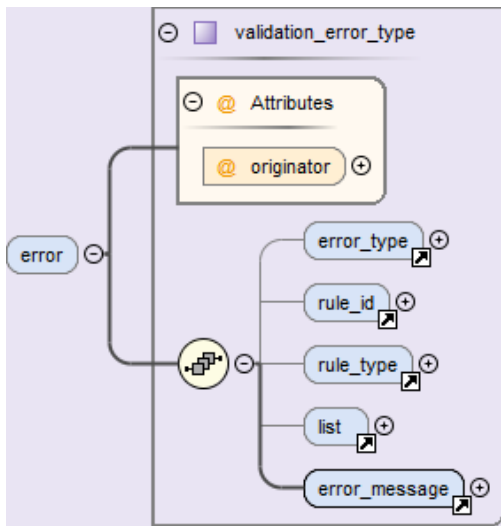 validation_error_type
@ Attributes
@ originator
error
error_type
rule_id
rule_type
list
error_message